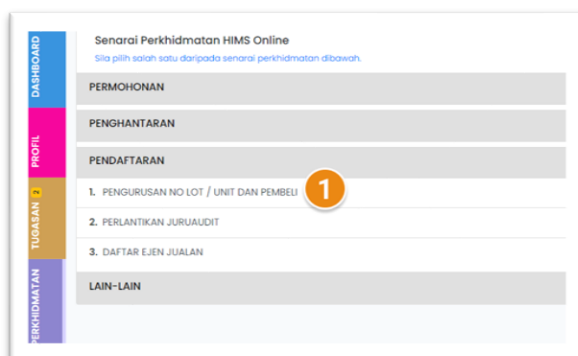 Senarai Perkhidmatan HIMS Online
Sila pilih salah satu daripada senarai perkhidmatan dibawah.
DASHBOARD
PERMOHONAN
PENGHANTARAN
PROFIL
PENDAFTARAN
1. PENGURUSAN NO LOT / UNIT DAN PEMBELI
1
TUGASAN 2
2. PERLANTIKAN JURUAUDIT
3. DAFTAR EJEN JUALAN
PERKHIDMATAN
LAIN-LAIN